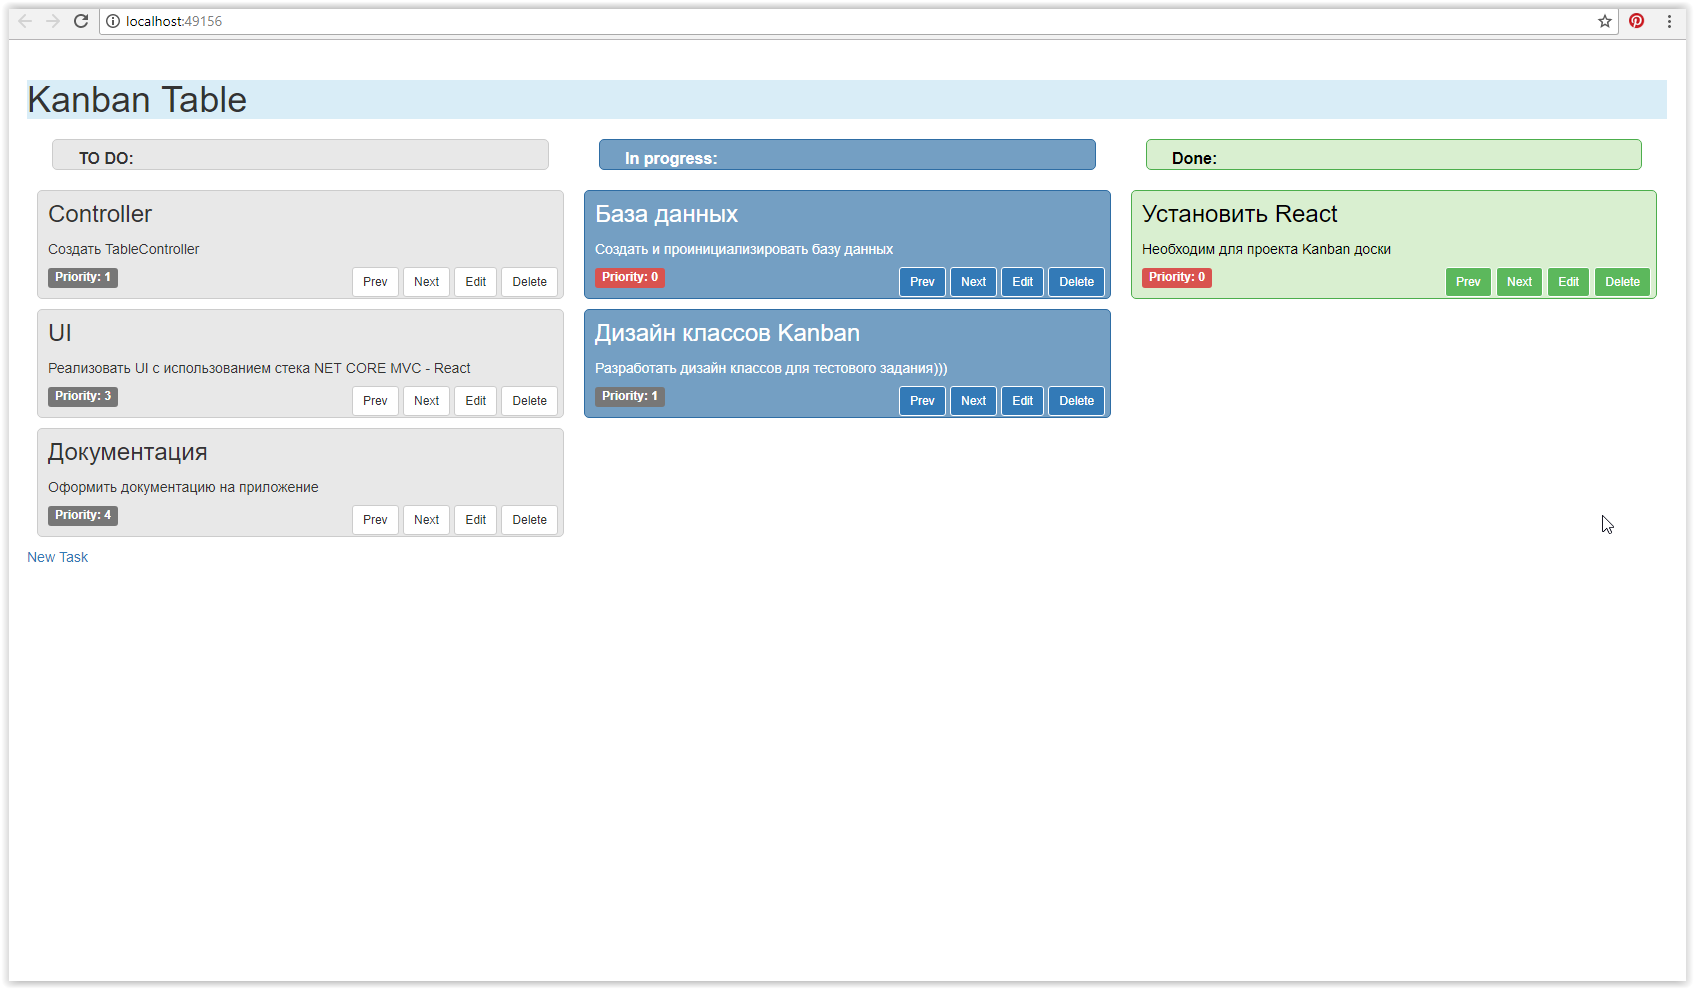 localhost:49156
Kanban Table
TO DO:
Controller
Создать TableController
Priority: 1
Prev Next Edit Delete
UI
Реализовать UI с использованием стека NET CORE MVC - React
Priority: 3
Prev Next Edit Delete
Документация
Оформить документацию на приложение
Priority: 4
Prev Next Edit Delete
In progress:
База данных
Создать и проинициализировать базу данных
Priority: 0
Prev Next Edit Delete
Дизайн классов Kanban
Разработать дизайн классов для тестового задания)))
Priority: 1
Prev Next Edit Delete
Done:
Установить React
Необходим для проекта Kanban доски
Priority: 0
Prev Next Edit Delete
New Task